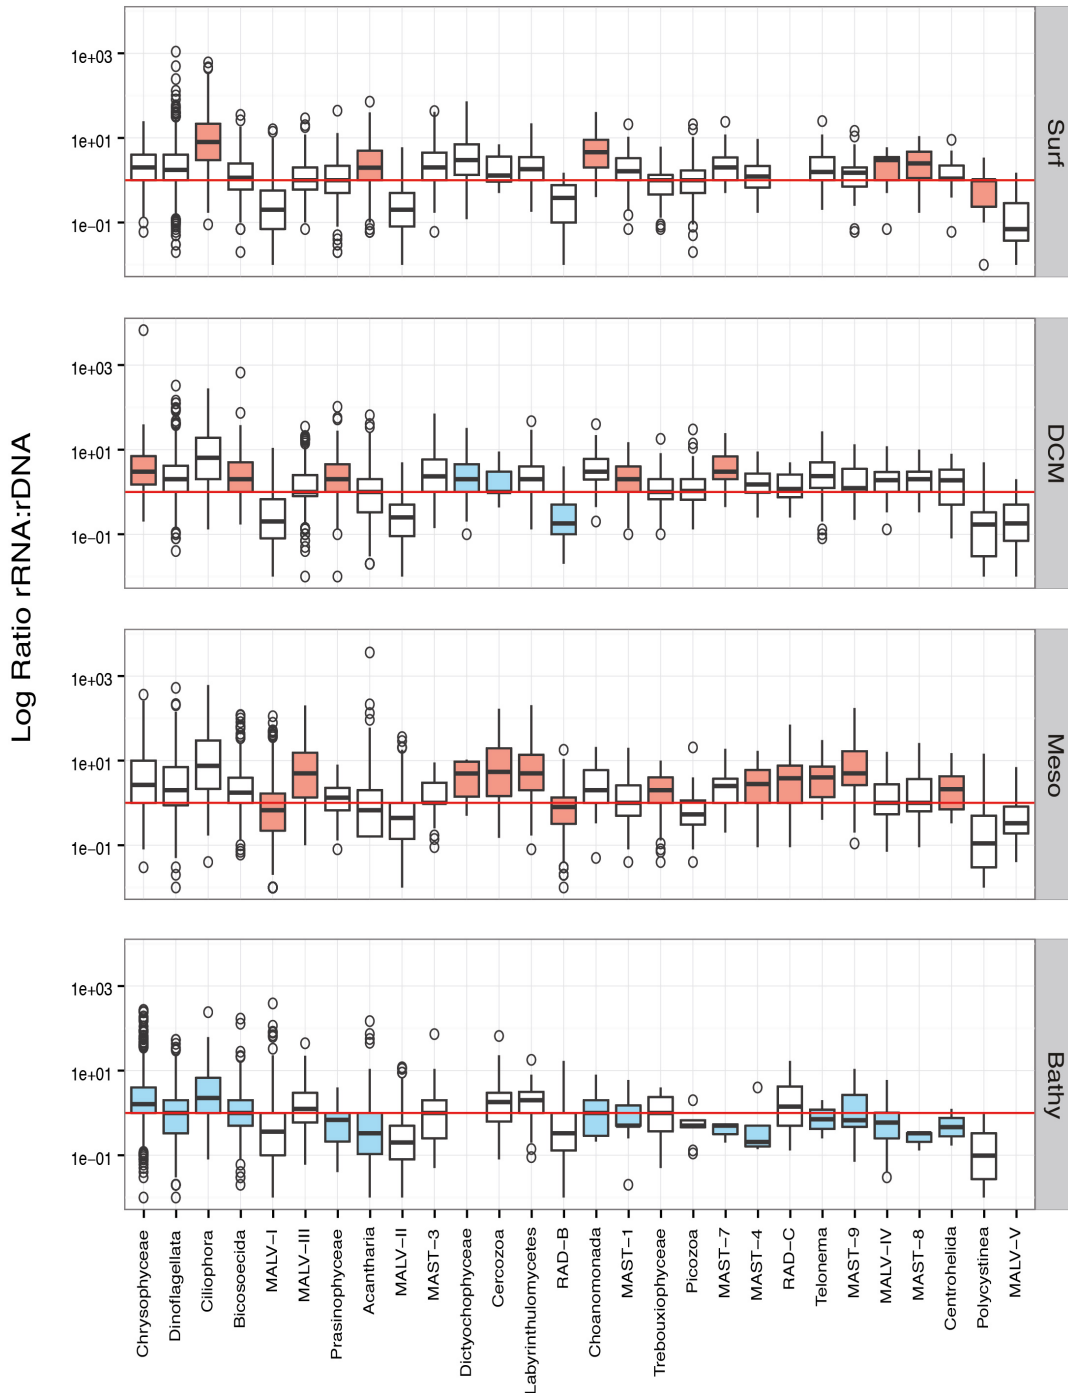 Log Ratio rRNA:rDNA
1e+03
1e+01
1e−01
Surf
1e+03
1e+01
1e−01
DCM
1e+03
1e+01
1e−01
Meso
1e+03
1e+01
1e−01
Bathy
Chrysophyceae
Dinoflagellata
Ciliophora
Bicosoecida
MALV−I
MALV−III
Prasinophyceae
Acantharia
MALV−II
MAST−3
Dictyochophyceae
Cercozoa
Labyrinthulomycetes
RAD−B
Choanomonada
MAST−1
Trebouxiophyceae
Picozoa
MAST−7
MAST−4
RAD−C
Telonema
MAST−9
MALV−IV
MAST−8
Centrohelida
Polycystinea
MALV−V